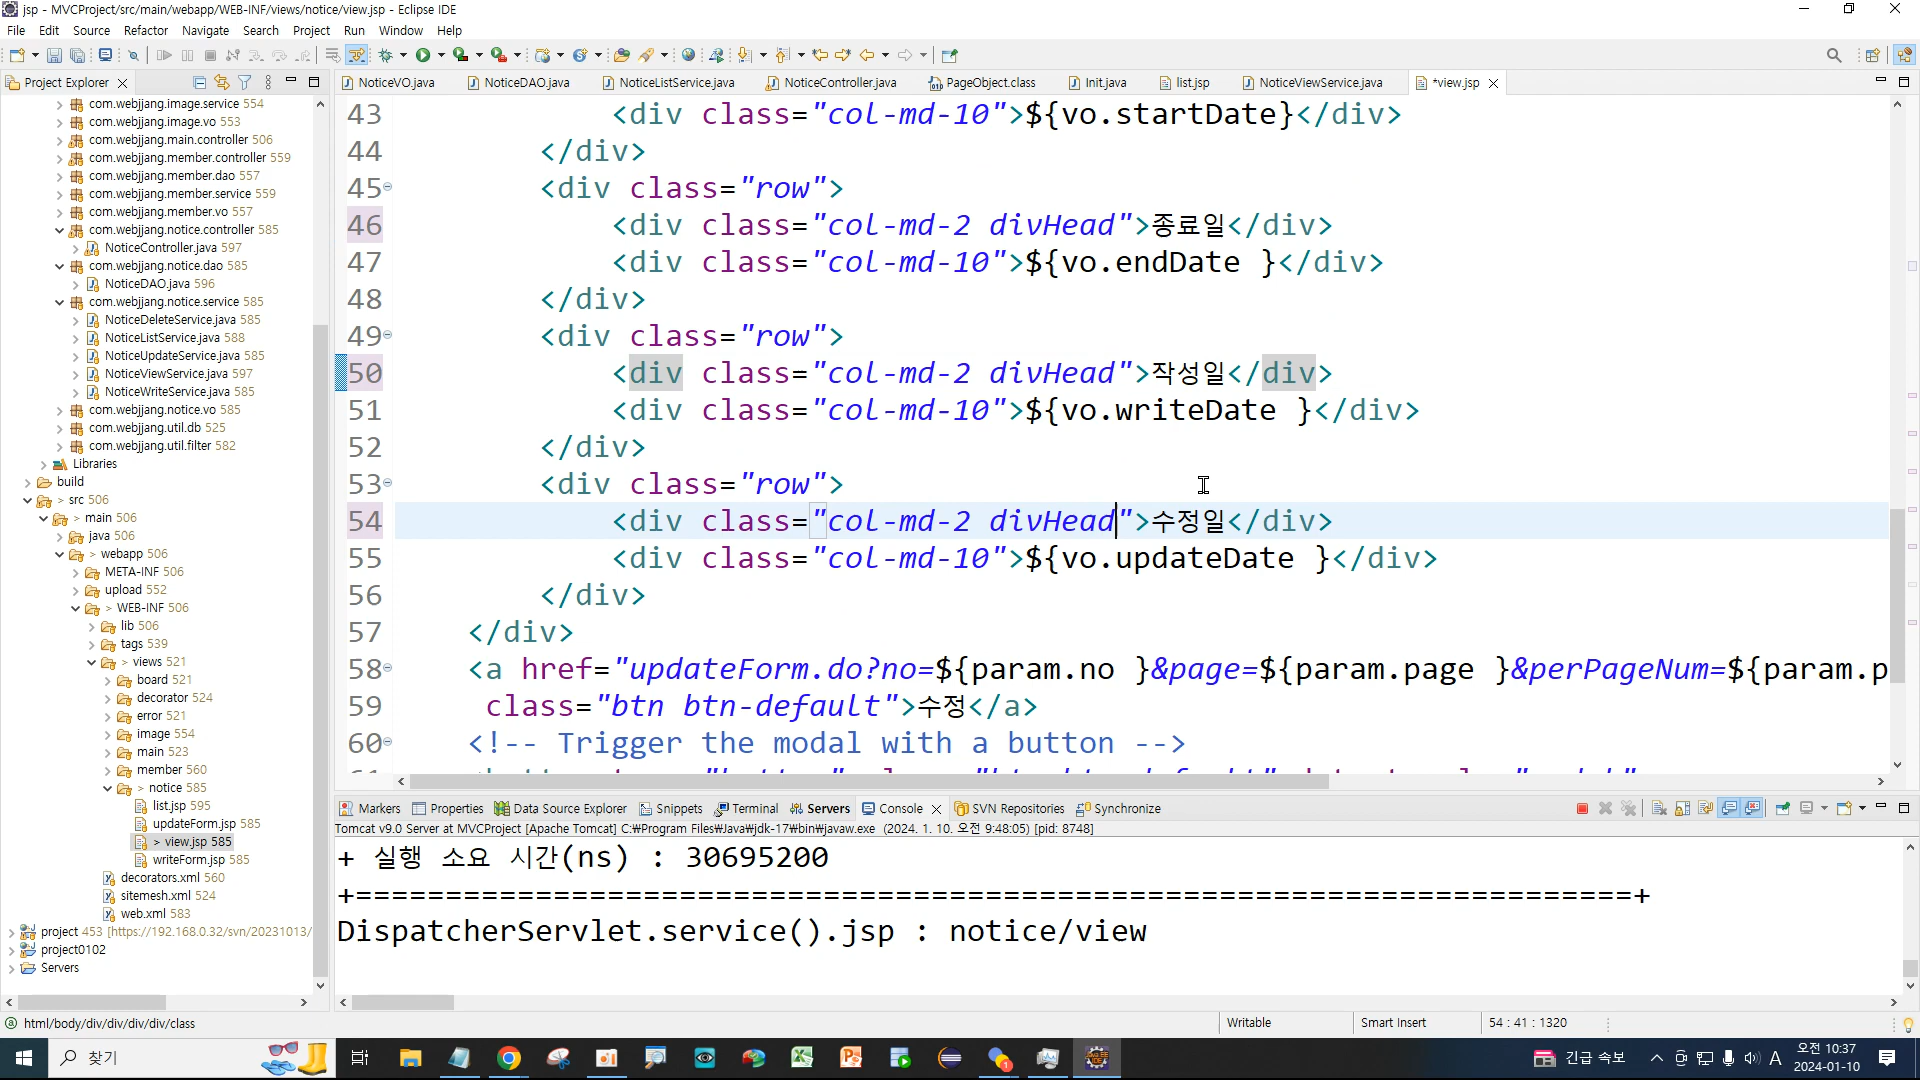 jsp - MVCProject/src/main/webapp/WEB-INF/views/notice/view.jsp - Eclipse IDE
File Edit Source Refactor Navigate Search Project Run Window Help
Project Explorer
NoticeVO.java NoticeDAO.java NoticeListService.java NoticeController.java PageObject.class Init.java list.jsp NoticeViewService.java *view.jsp
com.webjjang.image.service 554
com.webjjang.image.vo 553
com.webjjang.main.controller 506
com.webjjang.member.controller 559
com.webjjang.member.dao 557
com.webjjang.member.service 559
com.webjjang.member.vo 557
com.webjjang.notice.controller 585
NoticeController.java 597
com.webjjang.notice.dao 585
NoticeDAO.java 596
com.webjjang.notice.service 585
NoticeDeleteService.java 585
NoticeListService.java 588
NoticeUpdateService.java 585
NoticeViewService.java 597
NoticeWriteService.java 585
com.webjjang.notice.vo 585
com.webjjang.util.db 525
com.webjjang.util.filter 582
Libraries
build
> src 506
> main 506
java 506
> webapp 506
META-INF 506
upload 552
> WEB-INF 506
lib 506
tags 539
> views 521
board 521
decorator 524
error 521
image 554
main 523
member 560
> notice 585
list.jsp 595
updateForm.jsp 585
> view.jsp 585
writeForm.jsp 585
decorators.xml 560
sitemesh.xml 524
web.xml 583
project 453 [https://192.168.0.32/svn/20231013/
project0102
Servers
43 <div class="col-md-10">${vo.startDate}</div>
44 </div>
45 <div class="row">
46 <div class="col-md-2 divHead">종료일</div>
47 <div class="col-md-10">${vo.endDate }</div>
48 </div>
49 <div class="row">
50 <div class="col-md-2 divHead">작성일</div>
51 <div class="col-md-10">${vo.writeDate }</div>
52 </div>
53 <div class="row">
54 <div class="col-md-2 divHead">수정일</div>
55 <div class="col-md-10">${vo.updateDate }</div>
56 </div>
57 </div>
58 <a href="updateForm.do?no=${param.no }&page=${param.page }&perPageNum=${param.p
59 class="btn btn-default">수정</a>
60 <!-- Trigger the modal with a button -->
Markers Properties Data Source Explorer Snippets Terminal Servers Console SVN Repositories Synchronize
Tomcat v9.0 Server at MVCProject [Apache Tomcat] C:₩Program Files₩Java₩jdk-17₩bin₩javaw.exe (2024. 1. 10. 오전 9:48:05) [pid: 8748]
+ 실행 소요 시간(ns) : 30695200
+=======================================================================+
DispatcherServlet.service().jsp : notice/view
html/body/div/div/div/div/class
Writable Smart Insert 54 : 41 : 1320
찾기
긴급 속보
A
오전 10:37
2024-01-10